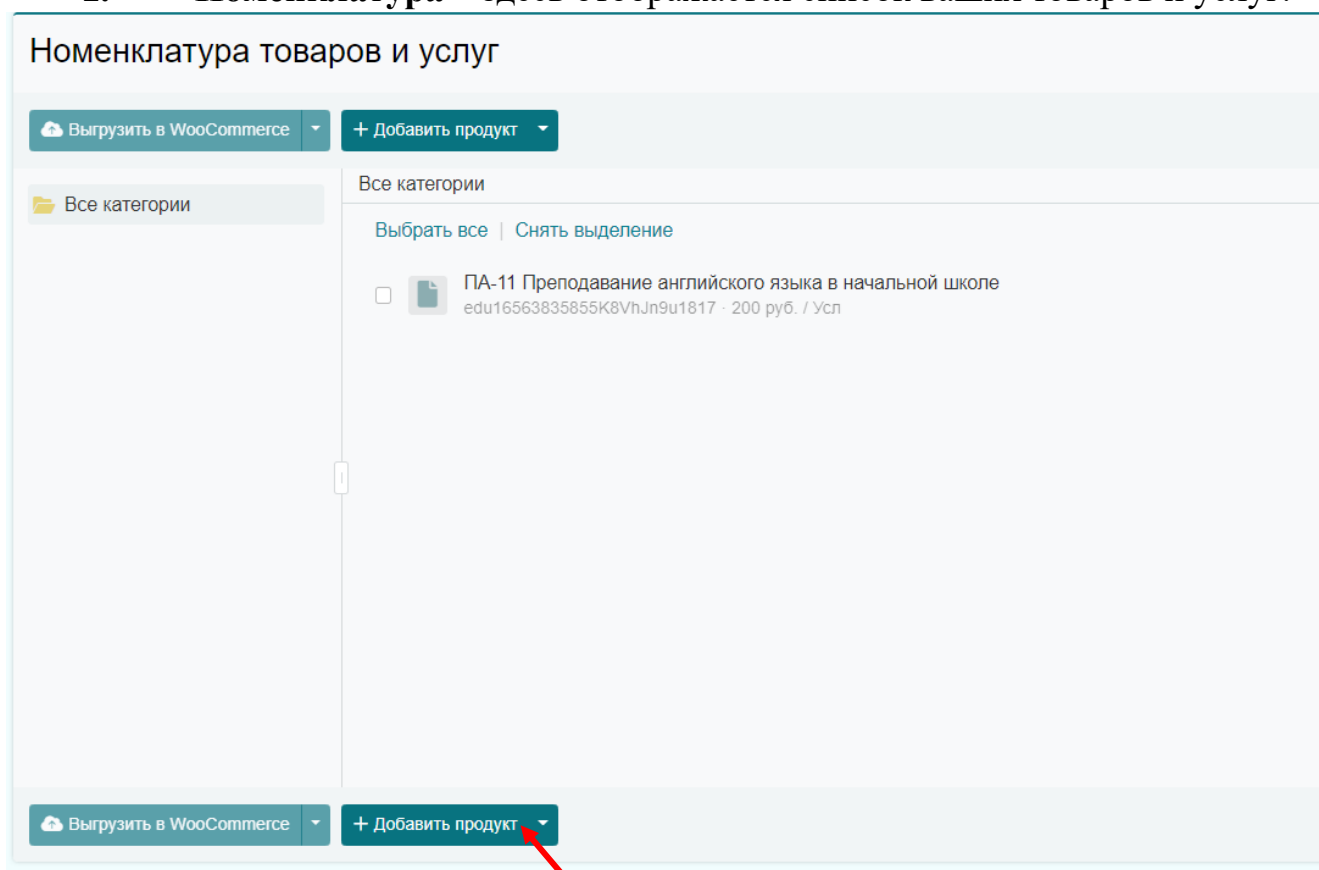 Номенклатура товаров и услуг
Выгрузить в WooCommerce
+ Добавить продукт
Все категории
Все категории
Выбрать все | Снять выделение
ПА-11 Преподавание английского языка в начальной школе
edu16563835855K8VhJn9u1817 · 200 руб. / Усл
Выгрузить в WooCommerce
+ Добавить продукт